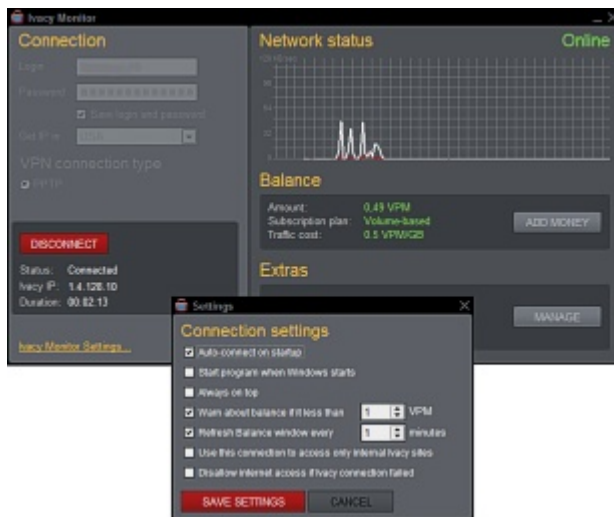 Ivacy Monitor
Connection
Login
Password
Save login and password
Get IP in USA
VPN connection type
PPTP
DISCONNECT
Status: Connected
Ivacy IP: 1.4.128.10
Duration: 00:02:13
Ivacy Monitor Settings...
Network status Online
96
64
32
Balance
Amount: 0,49 VPM
Subscription plan: Volume-based
Traffic cost: 0.5 VPM/GB
ADD MONEY
Extras
MANAGE
Settings
Connection settings
Auto-connect on startup
Start program when Windows starts
Always on top
Warn about balance if it less than 1 VPM
Refresh Balance window every 1 minutes
Use this connection to access only internal Ivacy sites
Disallow internet access if Ivacy connection failed
SAVE SETTINGS CANCEL